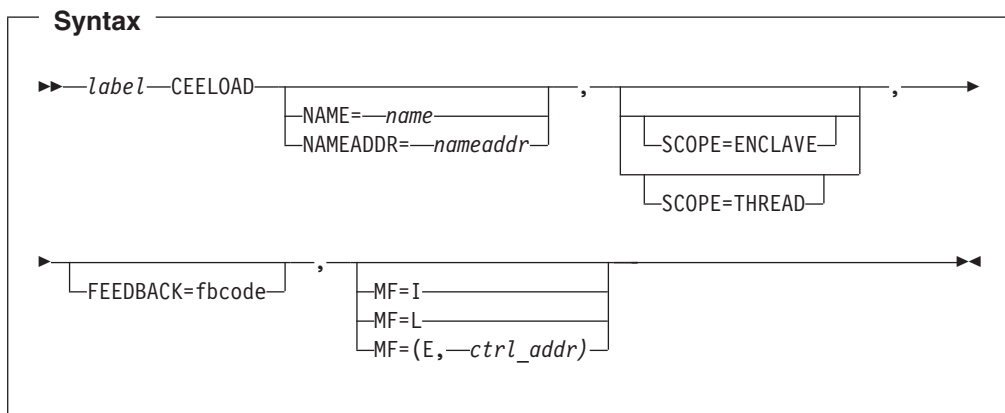 Syntax
label CEELOAD , ,
NAME= name
NAMEADDR= nameaddr
SCOPE=ENCLAVE
SCOPE=THREAD
,
FEEDBACK=fbcode
MF=I
MF=L
MF=(E, ctrl_addr)